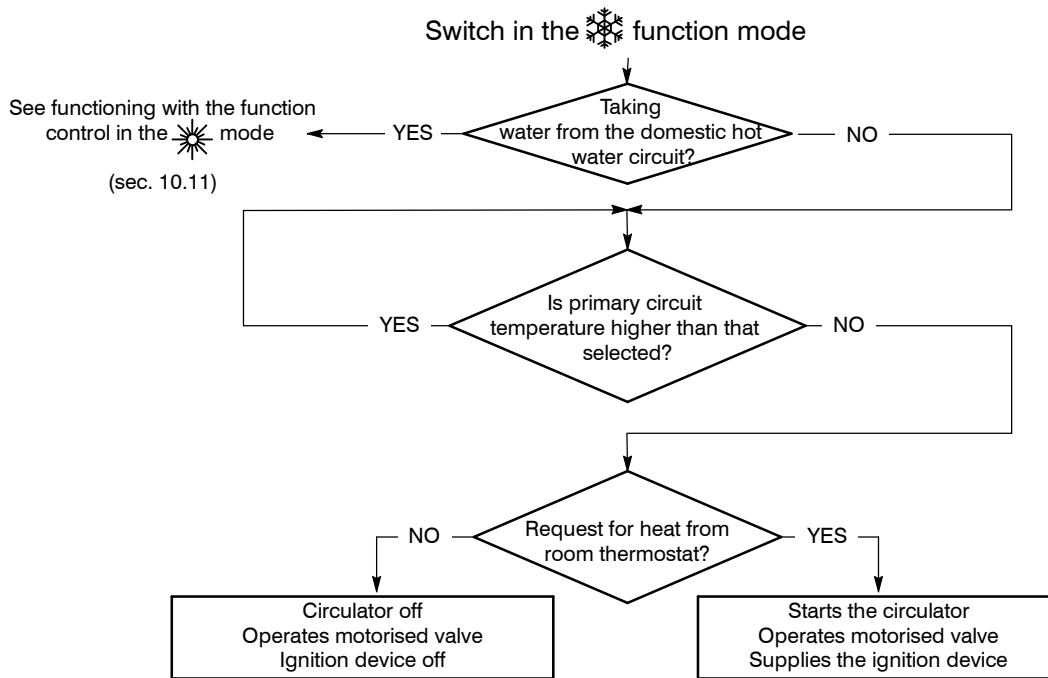 Switch in the function mode
See functioning with the function
control in the mode
(sec. 10.11)
YES
Taking
water from the domestic hot
water circuit?
NO
YES
Is primary circuit
temperature higher than that
selected?
NO
NO
Request for heat from
room thermostat?
YES
Circulator off
Operates motorised valve
Ignition device off
Starts the circulator
Operates motorised valve
Supplies the ignition device